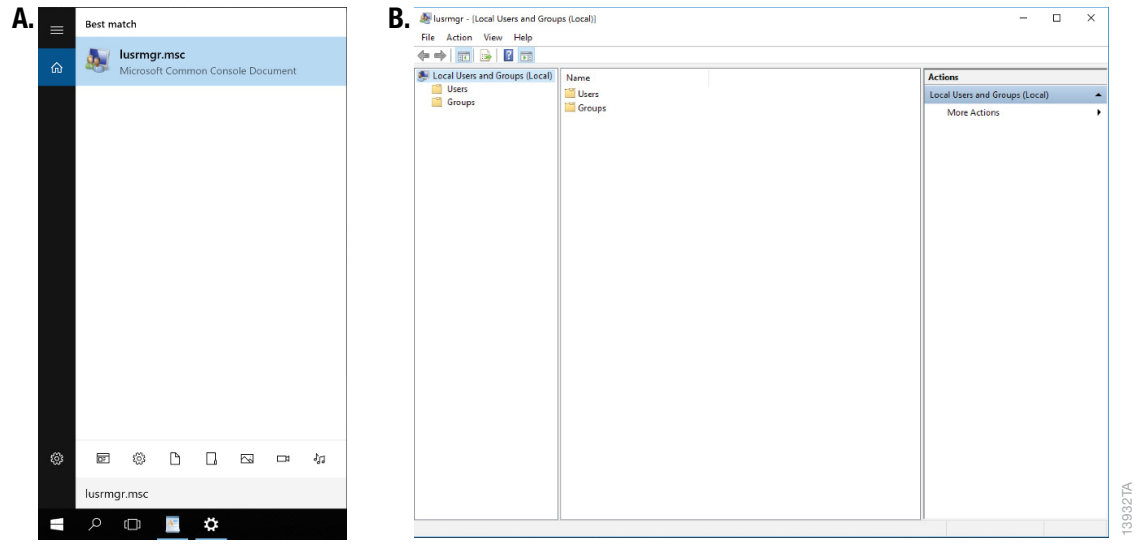 A.
Best match
lusrmgr.msc
Microsoft Common Console Document
lusrmgr.msc
B.
lusrmgr - [Local Users and Groups (Local)]
File Action View Help
Local Users and Groups (Local)
Users
Groups
Name
Users
Groups
Actions
Local Users and Groups (Local)
More Actions
13932TA